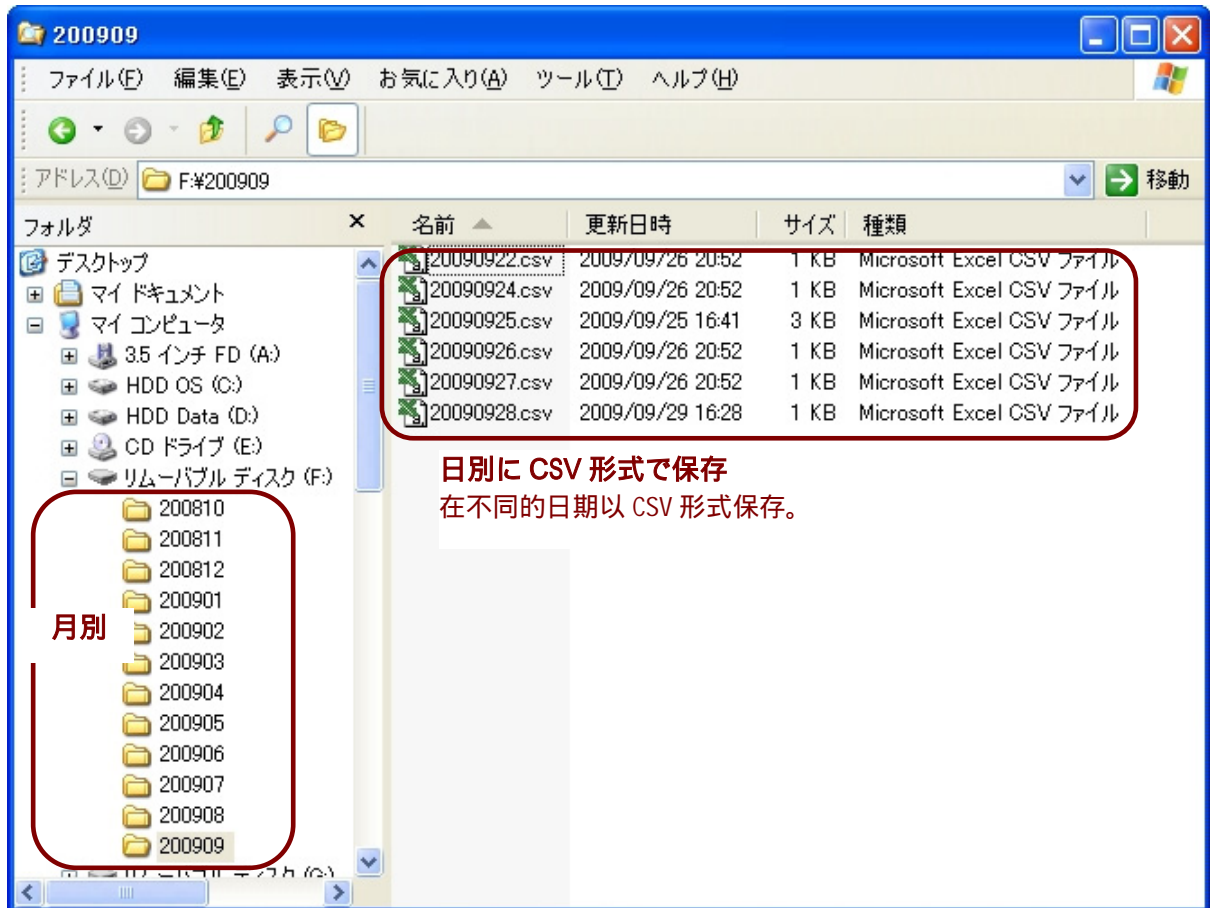 200909
ファイル(F) 編集(E) 表示(V) お気に入り(A) ツール(T) ヘルプ(H)
アドレス(D) F:¥200909 移動
フォルダ ×
名前 更新日時 サイズ 種類
デスクトップ
マイ ドキュメント
マイ コンピュータ
3.5 インチ FD (A:)
HDD OS (C:)
HDD Data (D:)
CD ドライブ (E:)
リムーバブル ディスク (F:)
200810
200811
200812
200901
200902
200903
200904
200905
200906
200907
200908
200909
リムーバブル ディスク (G:)
月別
20090922.csv 2009/09/26 20:52 1 KB Microsoft Excel CSV ファイル
20090924.csv 2009/09/26 20:52 1 KB Microsoft Excel CSV ファイル
20090925.csv 2009/09/25 16:41 3 KB Microsoft Excel CSV ファイル
20090926.csv 2009/09/26 20:52 1 KB Microsoft Excel CSV ファイル
20090927.csv 2009/09/26 20:52 1 KB Microsoft Excel CSV ファイル
20090928.csv 2009/09/29 16:28 1 KB Microsoft Excel CSV ファイル
日別に CSV 形式で保存
在不同的日期以 CSV 形式保存。